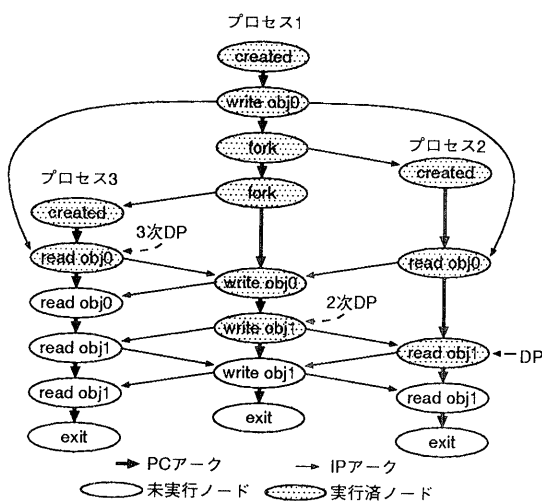 プロセス1
created
write obj0
fork
プロセス2
created
fork
プロセス3
created
3次DP
read obj0
read obj0
write obj0
read obj0
2次DP
write obj1
read obj1
read obj1
DP
write obj1
read obj1
read obj1
exit
exit
exit
PCアーク
IPアーク
未実行ノード
実行済ノード